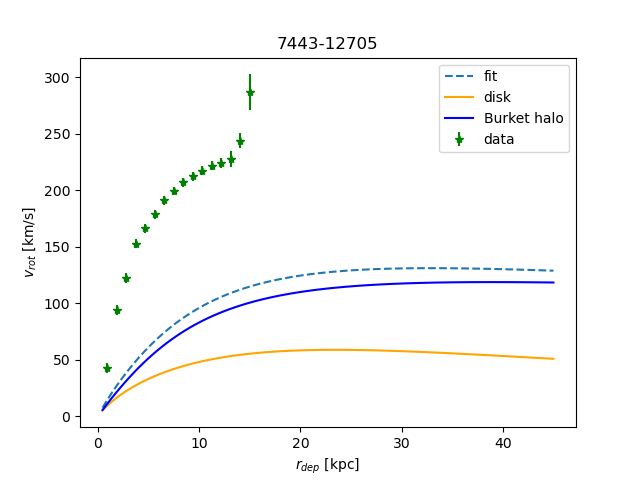 7443-12705
fit
disk
Burket halo
data
300
250
200
150
100
50
0
v_rot [km/s]
0 10 20 30 40
r_dep [kpc]